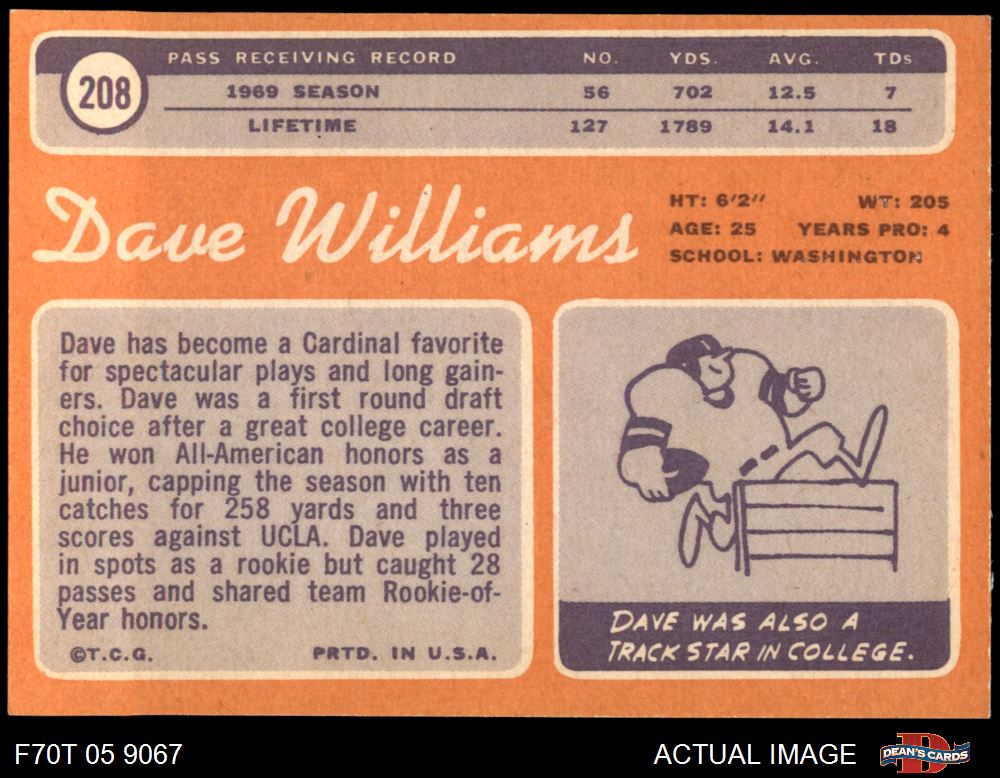 208
PASS RECEIVING RECORD NO. YDS. AVG. TDs
1969 SEASON 56 702 12.5 7
LIFETIME 127 1789 14.1 18
Dave Williams
HT: 6'2" WT: 205
AGE: 25 YEARS PRO: 4
SCHOOL: WASHINGTON
Dave has become a Cardinal favorite
for spectacular plays and long gain-
ers. Dave was a first round draft
choice after a great college career.
He won All-American honors as a
junior, capping the season with ten
catches for 258 yards and three
scores against UCLA. Dave played
in spots as a rookie but caught 28
passes and shared team Rookie-of-
Year honors.
©T.C.G. PRTD. IN U.S.A.
DAVE WAS ALSO A
TRACK STAR IN COLLEGE.
F70T 05 9067
ACTUAL IMAGE
D
DEAN'S CARDS